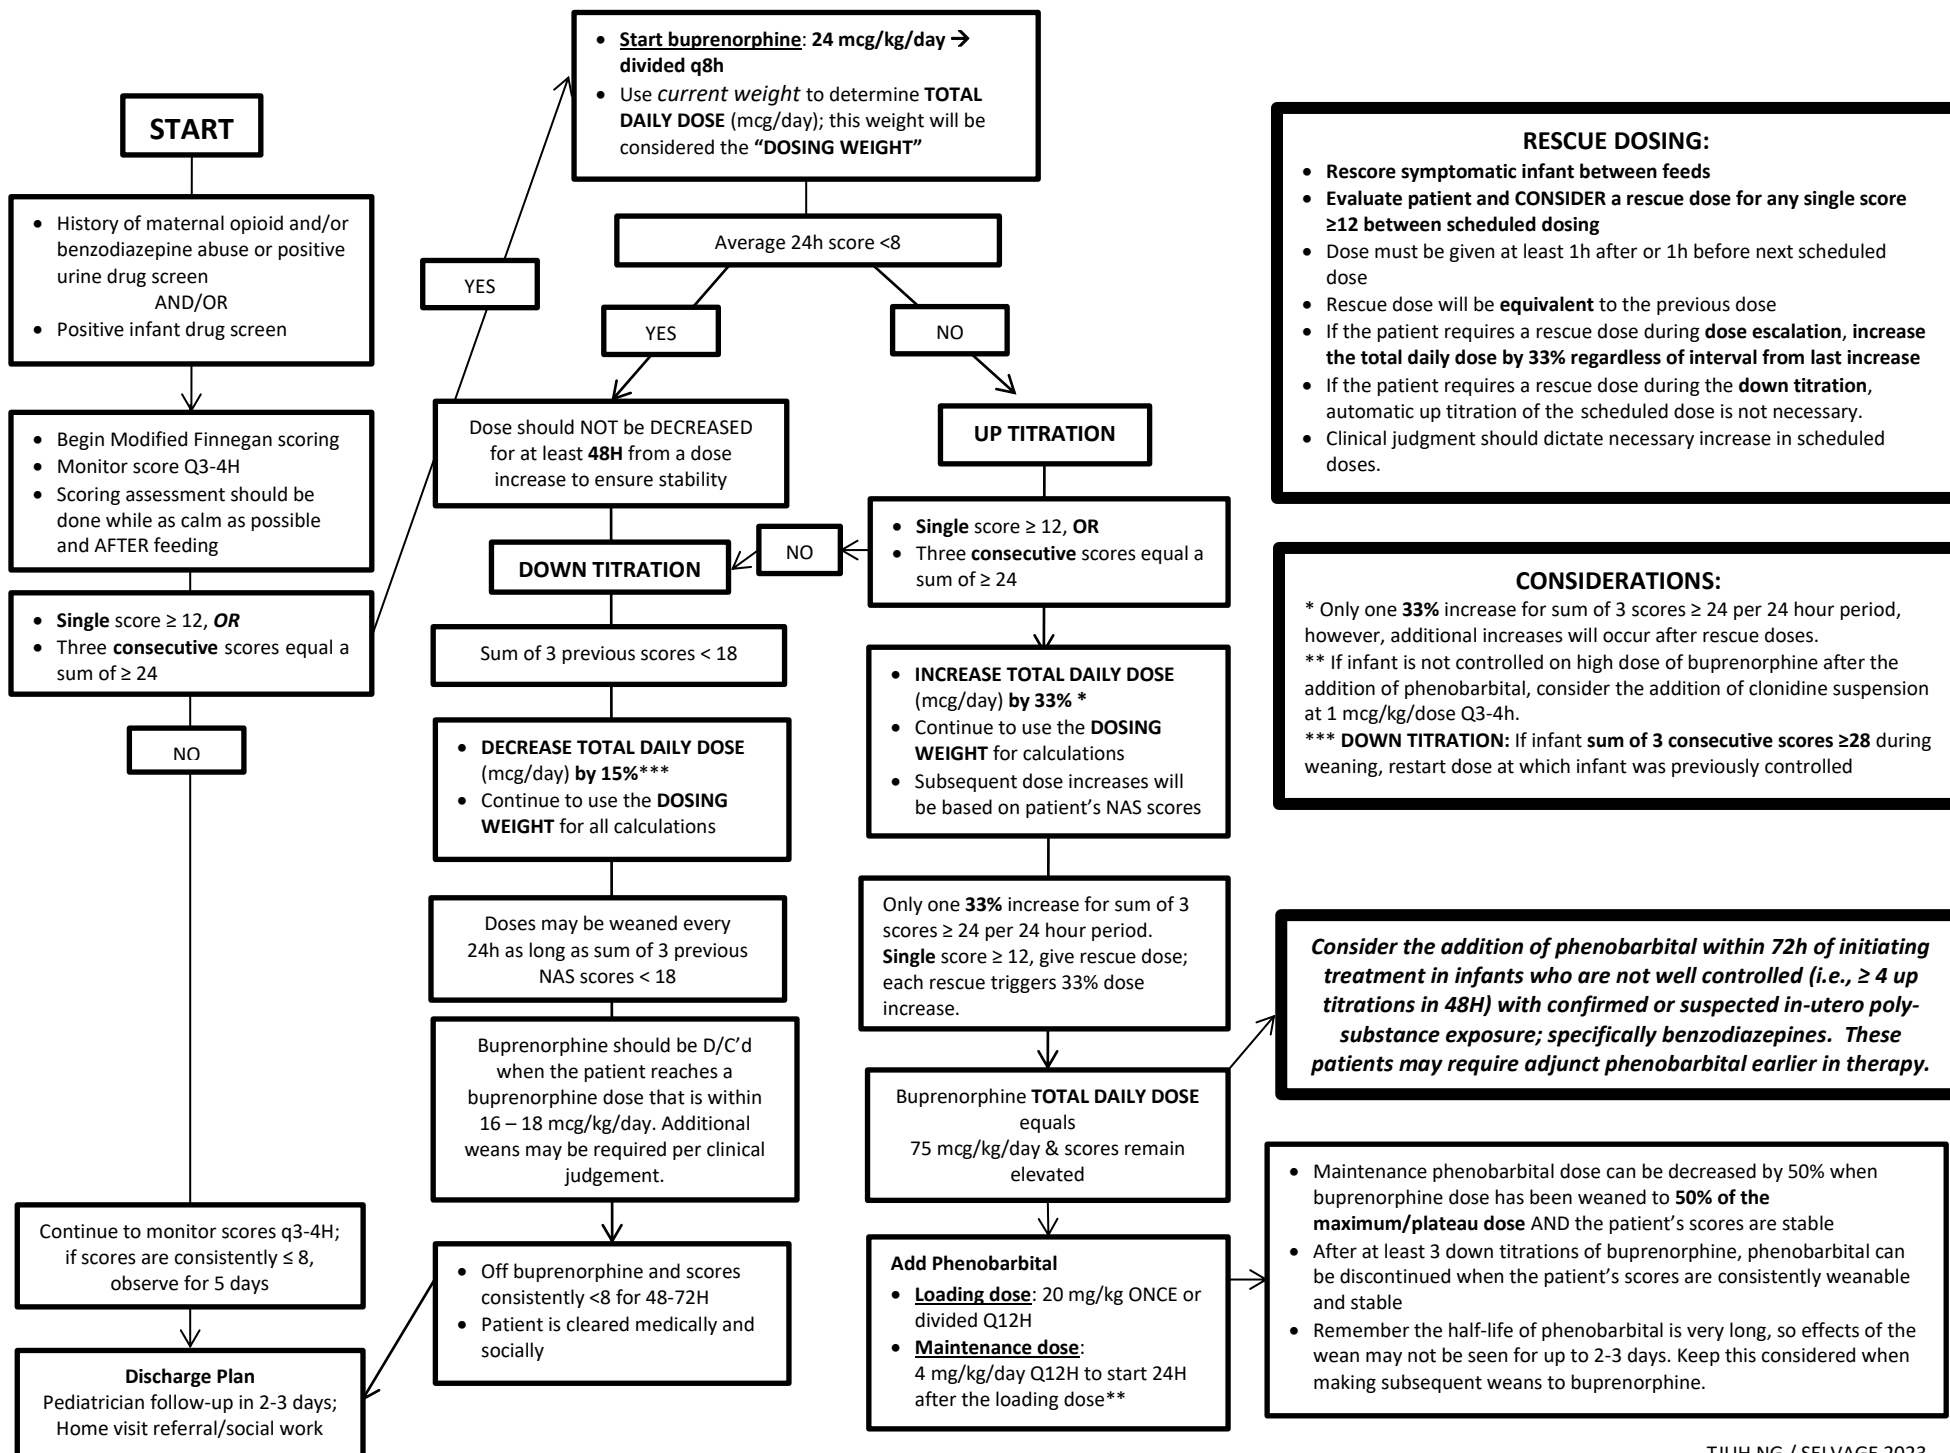 START
• History of maternal opioid and/or
benzodiazepine abuse or positive
urine drug screen
AND/OR
• Positive infant drug screen
• Begin Modified Finnegan scoring
• Monitor score Q3-4H
• Scoring assessment should be
done while as calm as possible
and AFTER feeding
• Single score ≥ 12, OR
• Three consecutive scores equal a
sum of ≥ 24
NO
Continue to monitor scores q3-4H;
if scores are consistently ≤ 8,
observe for 5 days
Discharge Plan
Pediatrician follow-up in 2-3 days;
Home visit referral/social work
YES
• Start buprenorphine: 24 mcg/kg/day →
divided q8h
• Use current weight to determine TOTAL
DAILY DOSE (mcg/day); this weight will be
considered the “DOSING WEIGHT”
Average 24h score <8
YES
NO
Dose should NOT be DECREASED
for at least 48H from a dose
increase to ensure stability
DOWN TITRATION
Sum of 3 previous scores < 18
• DECREASE TOTAL DAILY DOSE
(mcg/day) by 15%***
• Continue to use the DOSING
WEIGHT for all calculations
Doses may be weaned every
24h as long as sum of 3 previous
NAS scores < 18
Buprenorphine should be D/C’d
when the patient reaches a
buprenorphine dose that is within
16 – 18 mcg/kg/day. Additional
weans may be required per clinical
judgement.
• Off buprenorphine and scores
consistently <8 for 48-72H
• Patient is cleared medically and
socially
UP TITRATION
• Single score ≥ 12, OR
• Three consecutive scores equal a
sum of ≥ 24
NO
• INCREASE TOTAL DAILY DOSE
(mcg/day) by 33% *
• Continue to use the DOSING
WEIGHT for calculations
• Subsequent dose increases will
be based on patient’s NAS scores
Only one 33% increase for sum of 3
scores ≥ 24 per 24 hour period.
Single score ≥ 12, give rescue dose;
each rescue triggers 33% dose
increase.
Buprenorphine TOTAL DAILY DOSE
equals
75 mcg/kg/day & scores remain
elevated
Add Phenobarbital
• Loading dose: 20 mg/kg ONCE or
divided Q12H
• Maintenance dose:
4 mg/kg/day Q12H to start 24H
after the loading dose**
RESCUE DOSING:
• Rescore symptomatic infant between feeds
• Evaluate patient and CONSIDER a rescue dose for any single score
≥12 between scheduled dosing
• Dose must be given at least 1h after or 1h before next scheduled
dose
• Rescue dose will be equivalent to the previous dose
• If the patient requires a rescue dose during dose escalation, increase
the total daily dose by 33% regardless of interval from last increase
• If the patient requires a rescue dose during the down titration,
automatic up titration of the scheduled dose is not necessary.
• Clinical judgment should dictate necessary increase in scheduled
doses.
CONSIDERATIONS:
* Only one 33% increase for sum of 3 scores ≥ 24 per 24 hour period,
however, additional increases will occur after rescue doses.
** If infant is not controlled on high dose of buprenorphine after the
addition of phenobarbital, consider the addition of clonidine suspension
at 1 mcg/kg/dose Q3-4h.
*** DOWN TITRATION: If infant sum of 3 consecutive scores ≥28 during
weaning, restart dose at which infant was previously controlled
Consider the addition of phenobarbital within 72h of initiating
treatment in infants who are not well controlled (i.e., ≥ 4 up
titrations in 48H) with confirmed or suspected in-utero poly-
substance exposure; specifically benzodiazepines. These
patients may require adjunct phenobarbital earlier in therapy.
• Maintenance phenobarbital dose can be decreased by 50% when
buprenorphine dose has been weaned to 50% of the
maximum/plateau dose AND the patient’s scores are stable
• After at least 3 down titrations of buprenorphine, phenobarbital can
be discontinued when the patient’s scores are consistently weanable
and stable
• Remember the half-life of phenobarbital is very long, so effects of the
wean may not be seen for up to 2-3 days. Keep this considered when
making subsequent weans to buprenorphine.
TJUH NG / SELVAGE 2023